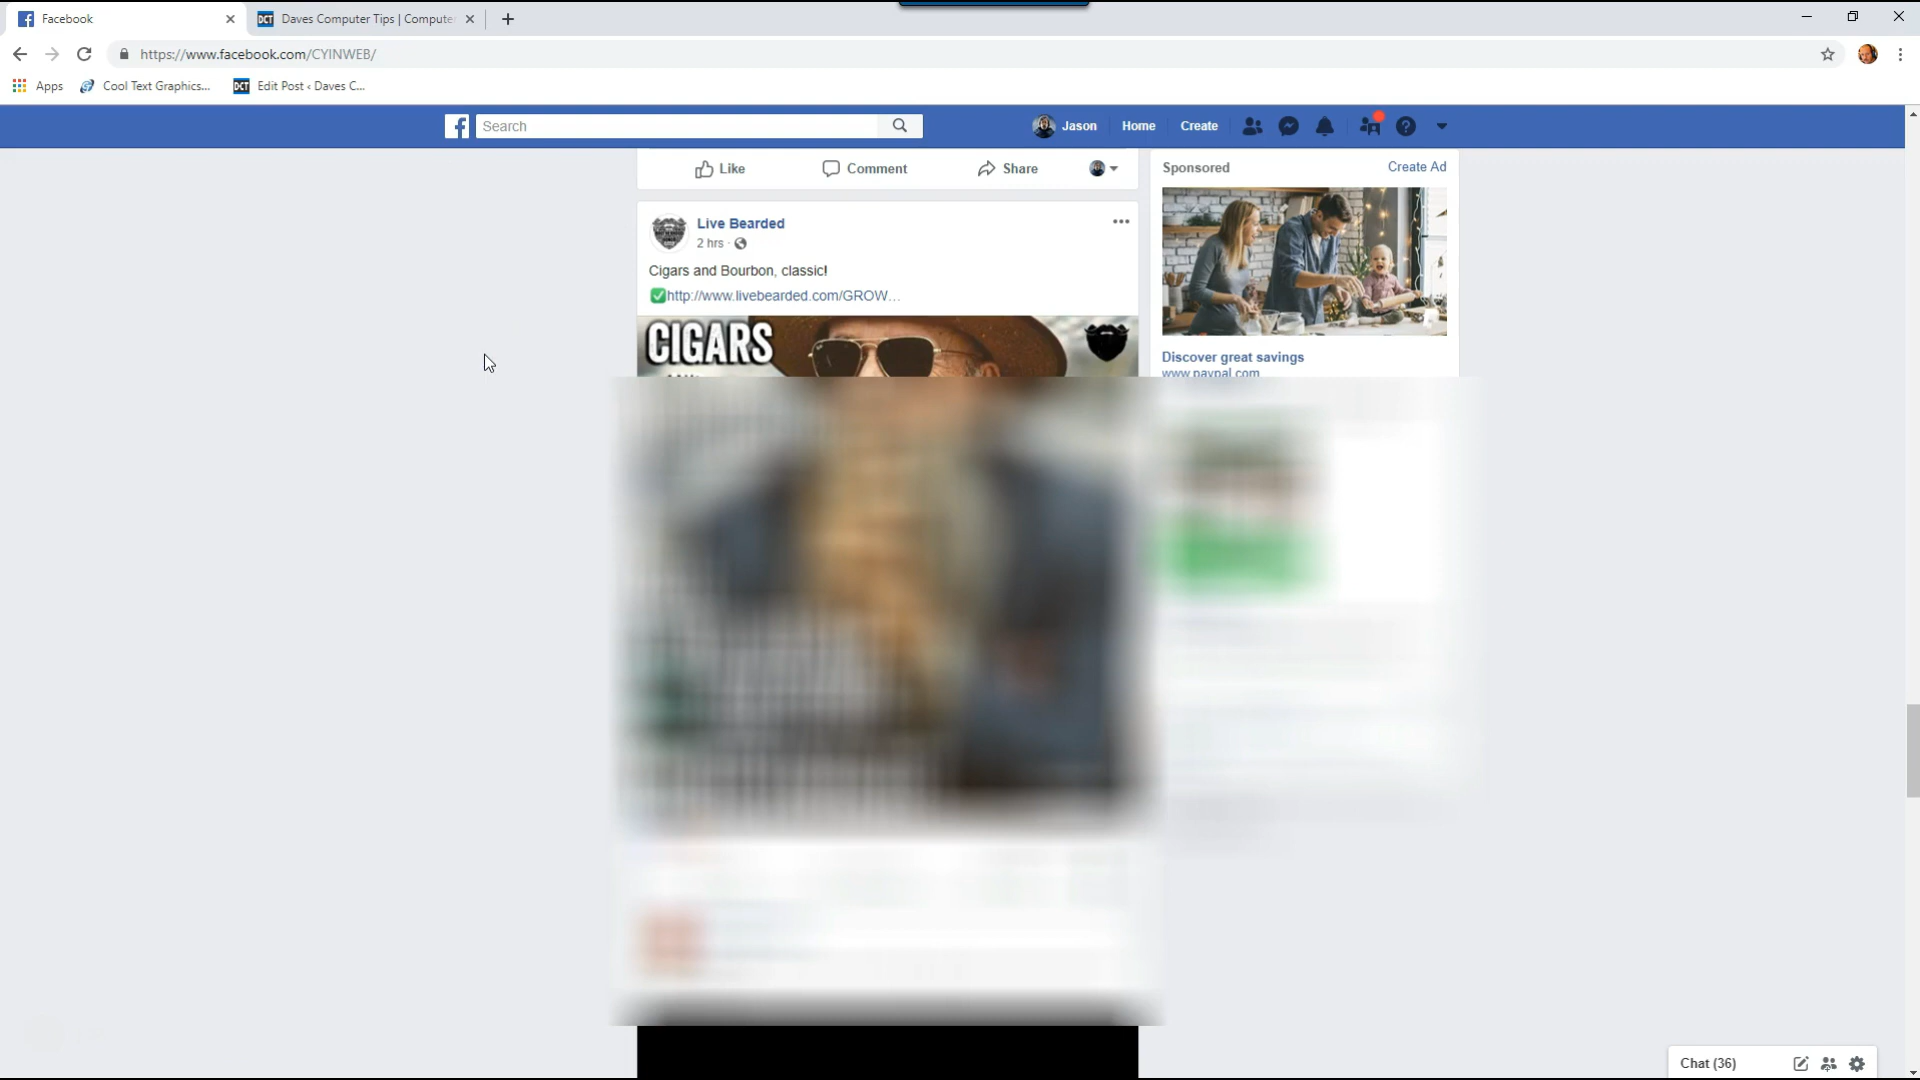 Facebook
Daves Computer Tips | Compute
https://www.facebook.com/CYINWEB/
Apps
Cool Text Graphics...
DCT
Edit Post ‹ Daves C...
Search
Jason
Home
Create
Like
Comment
Share
Sponsored
Create Ad
Live Bearded
2 hrs ·
Cigars and Bourbon, classic!
http://www.livebearded.com/GROW...
CIGARS
Discover great savings
www.paypal.com
Chat (36)